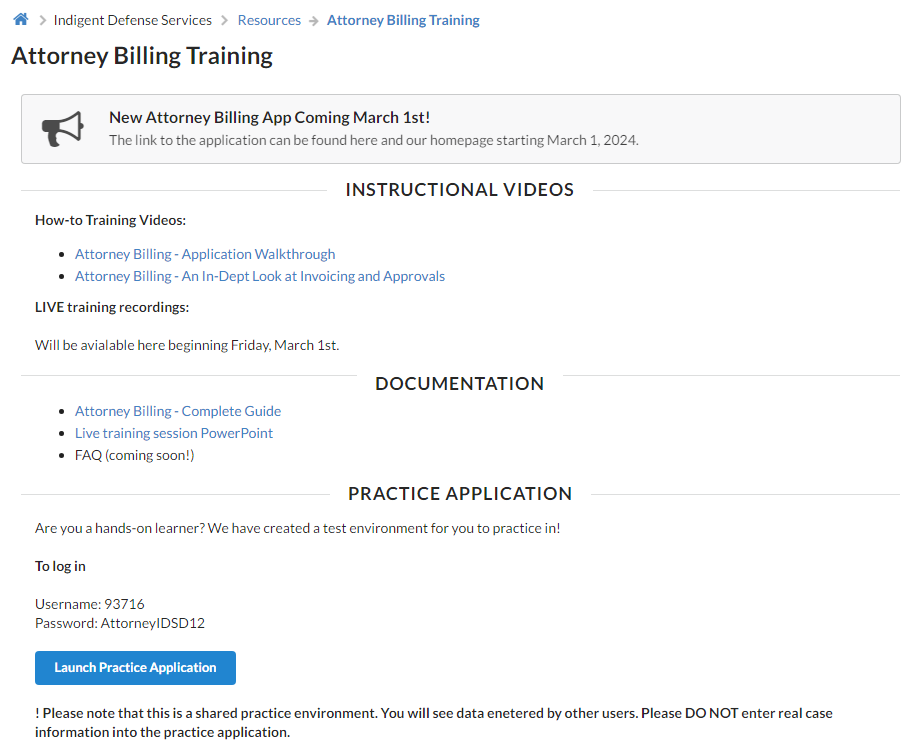 Indigent Defense Services Resources Attorney Billing Training
Attorney Billing Training
New Attorney Billing App Coming March 1st!
The link to the application can be found here and our homepage starting March 1, 2024.
INSTRUCTIONAL VIDEOS
How-to Training Videos:
Attorney Billing - Application Walkthrough
Attorney Billing - An In-Dept Look at Invoicing and Approvals
LIVE training recordings:
Will be avialable here beginning Friday, March 1st.
DOCUMENTATION
Attorney Billing - Complete Guide
Live training session PowerPoint
FAQ (coming soon!)
PRACTICE APPLICATION
Are you a hands-on learner? We have created a test environment for you to practice in!
To log in
Username: 93716
Password: AttorneyIDSD12
Launch Practice Application
! Please note that this is a shared practice environment. You will see data enetered by other users. Please DO NOT enter real case
information into the practice application.